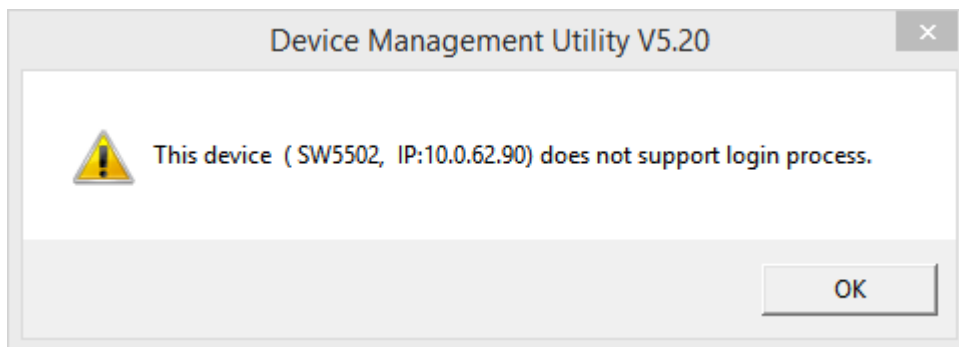 Device Management Utility V5.20
This device  ( SW5502,  IP:10.0.62.90) does not support login process.
OK